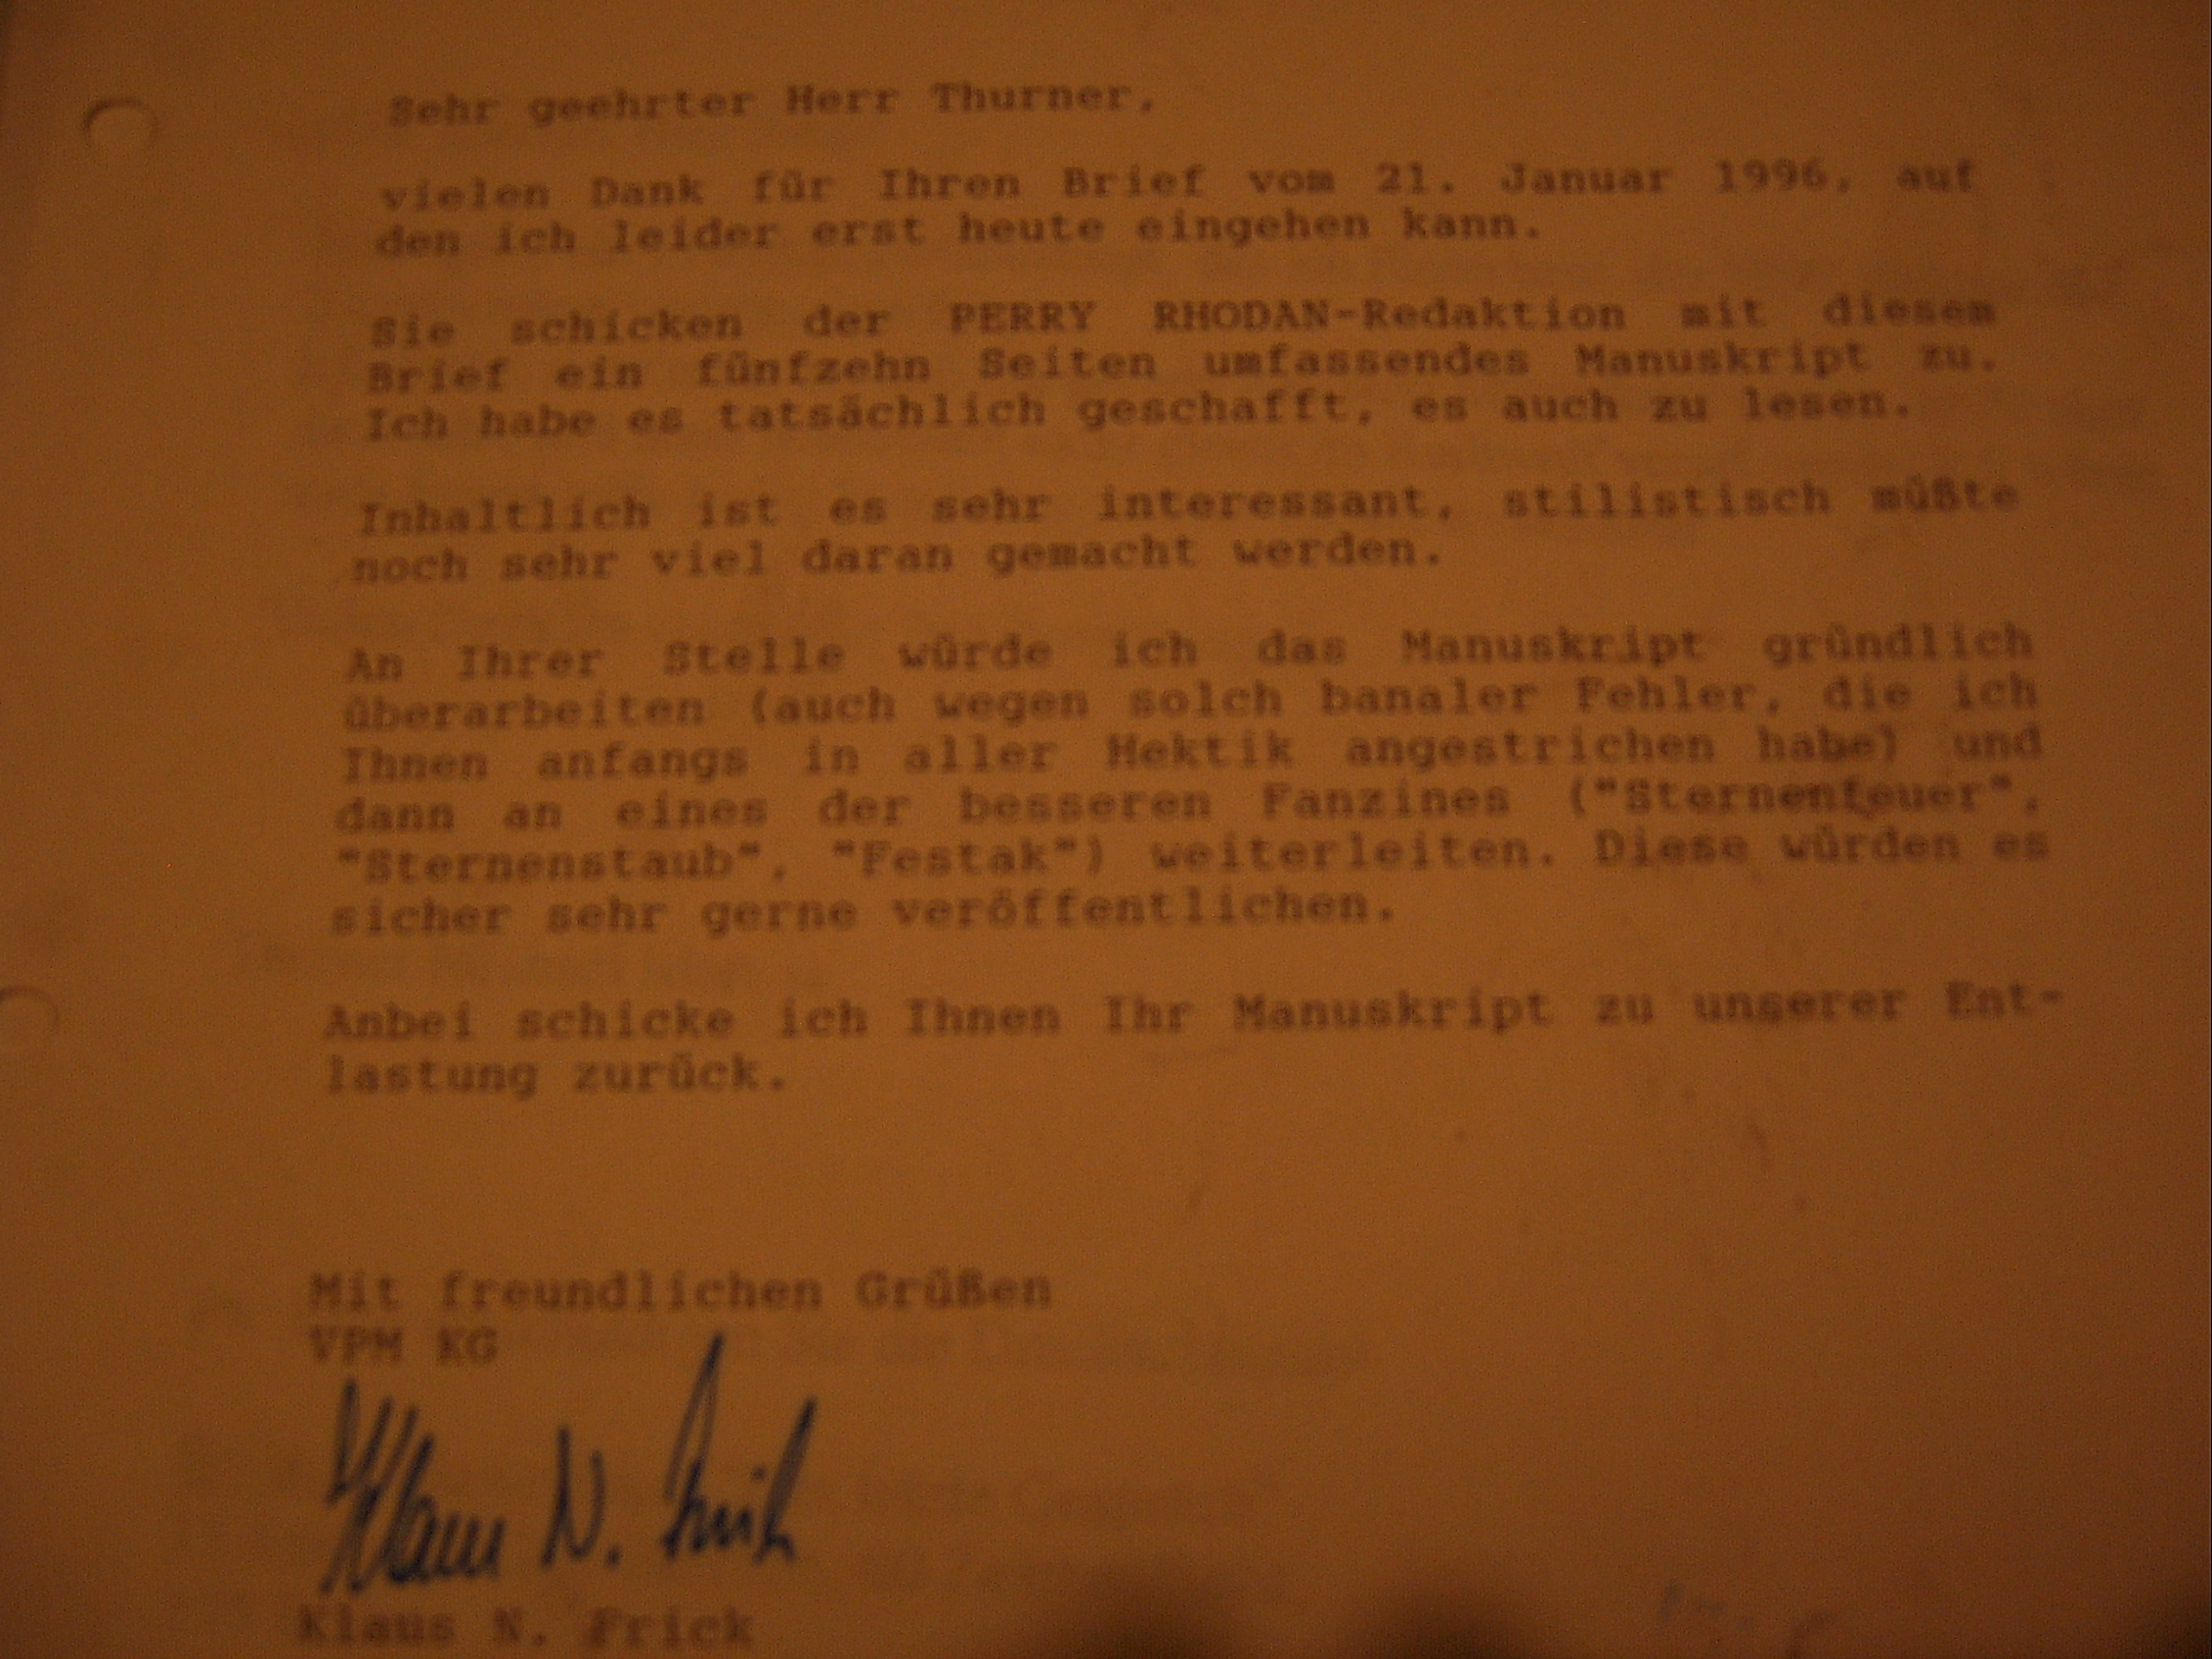 Sehr geehrter Herr Thurner,
vielen Dank für Ihren Brief vom 21. Januar 1996, auf
den ich leider erst heute eingehen kann.
Sie schicken der PERRY RHODAN-Redaktion mit diesem
Brief ein fünfzehn Seiten umfassendes Manuskript zu.
Ich habe es tatsächlich geschafft, es auch zu lesen.
Inhaltlich ist es sehr interessant, stilistisch müßte
noch sehr viel daran gemacht werden.
An Ihrer Stelle würde ich das Manuskript gründlich
überarbeiten (auch wegen solch banaler Fehler, die ich
Ihnen anfangs in aller Hektik angestrichen habe) und
dann an eines der besseren Fanzines ("Sternenfeuer",
"Sternenstaub", "Festak") weiterleiten. Diese würden es
sicher sehr gerne veröffentlichen.
Anbei schicke ich Ihnen Ihr Manuskript zu unserer Ent-
lastung zurück.
Mit freundlichen Grüßen
VPM KG
Klaus N. Frick
Klaus N. Frick